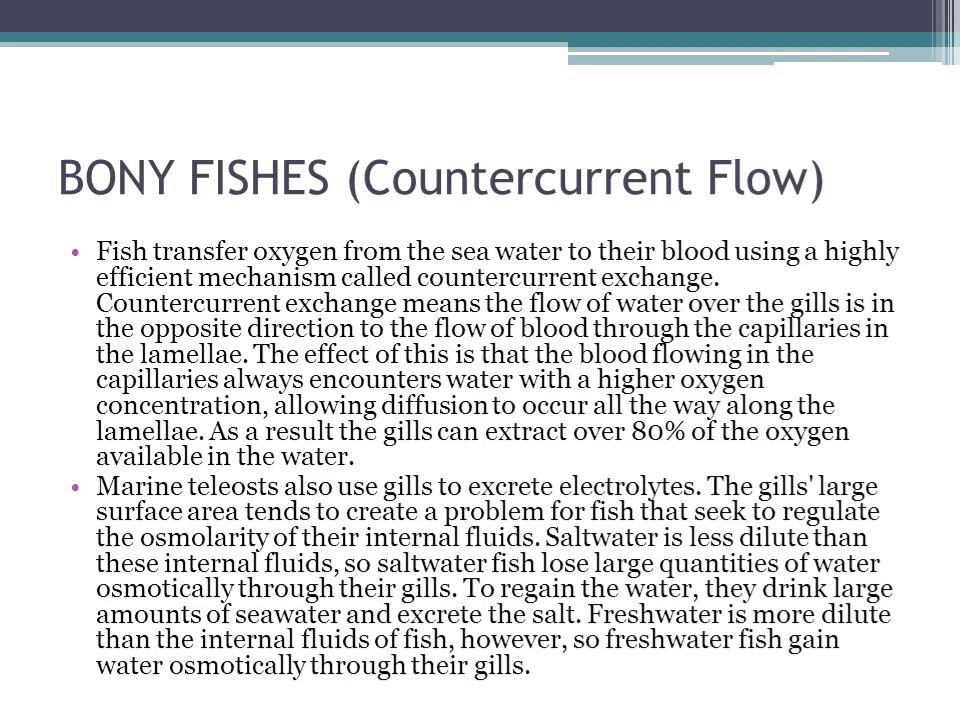 BONY FISHES (Countercurrent Flow)
• Fish transfer oxygen from the sea water to their blood using a highly
efficient mechanism called countercurrent exchange.
Countercurrent exchange means the flow of water over the gills is in
the opposite direction to the flow of blood through the capillaries in
the lamellae. The effect of this is that the blood flowing in the
capillaries always encounters water with a higher oxygen
concentration, allowing diffusion to occur all the way along the
lamellae. As a result the gills can extract over 80% of the oxygen
available in the water.
• Marine teleosts also use gills to excrete electrolytes. The gills' large
surface area tends to create a problem for fish that seek to regulate
the osmolarity of their internal fluids. Saltwater is less dilute than
these internal fluids, so saltwater fish lose large quantities of water
osmotically through their gills. To regain the water, they drink large
amounts of seawater and excrete the salt. Freshwater is more dilute
than the internal fluids of fish, however, so freshwater fish gain
water osmotically through their gills.